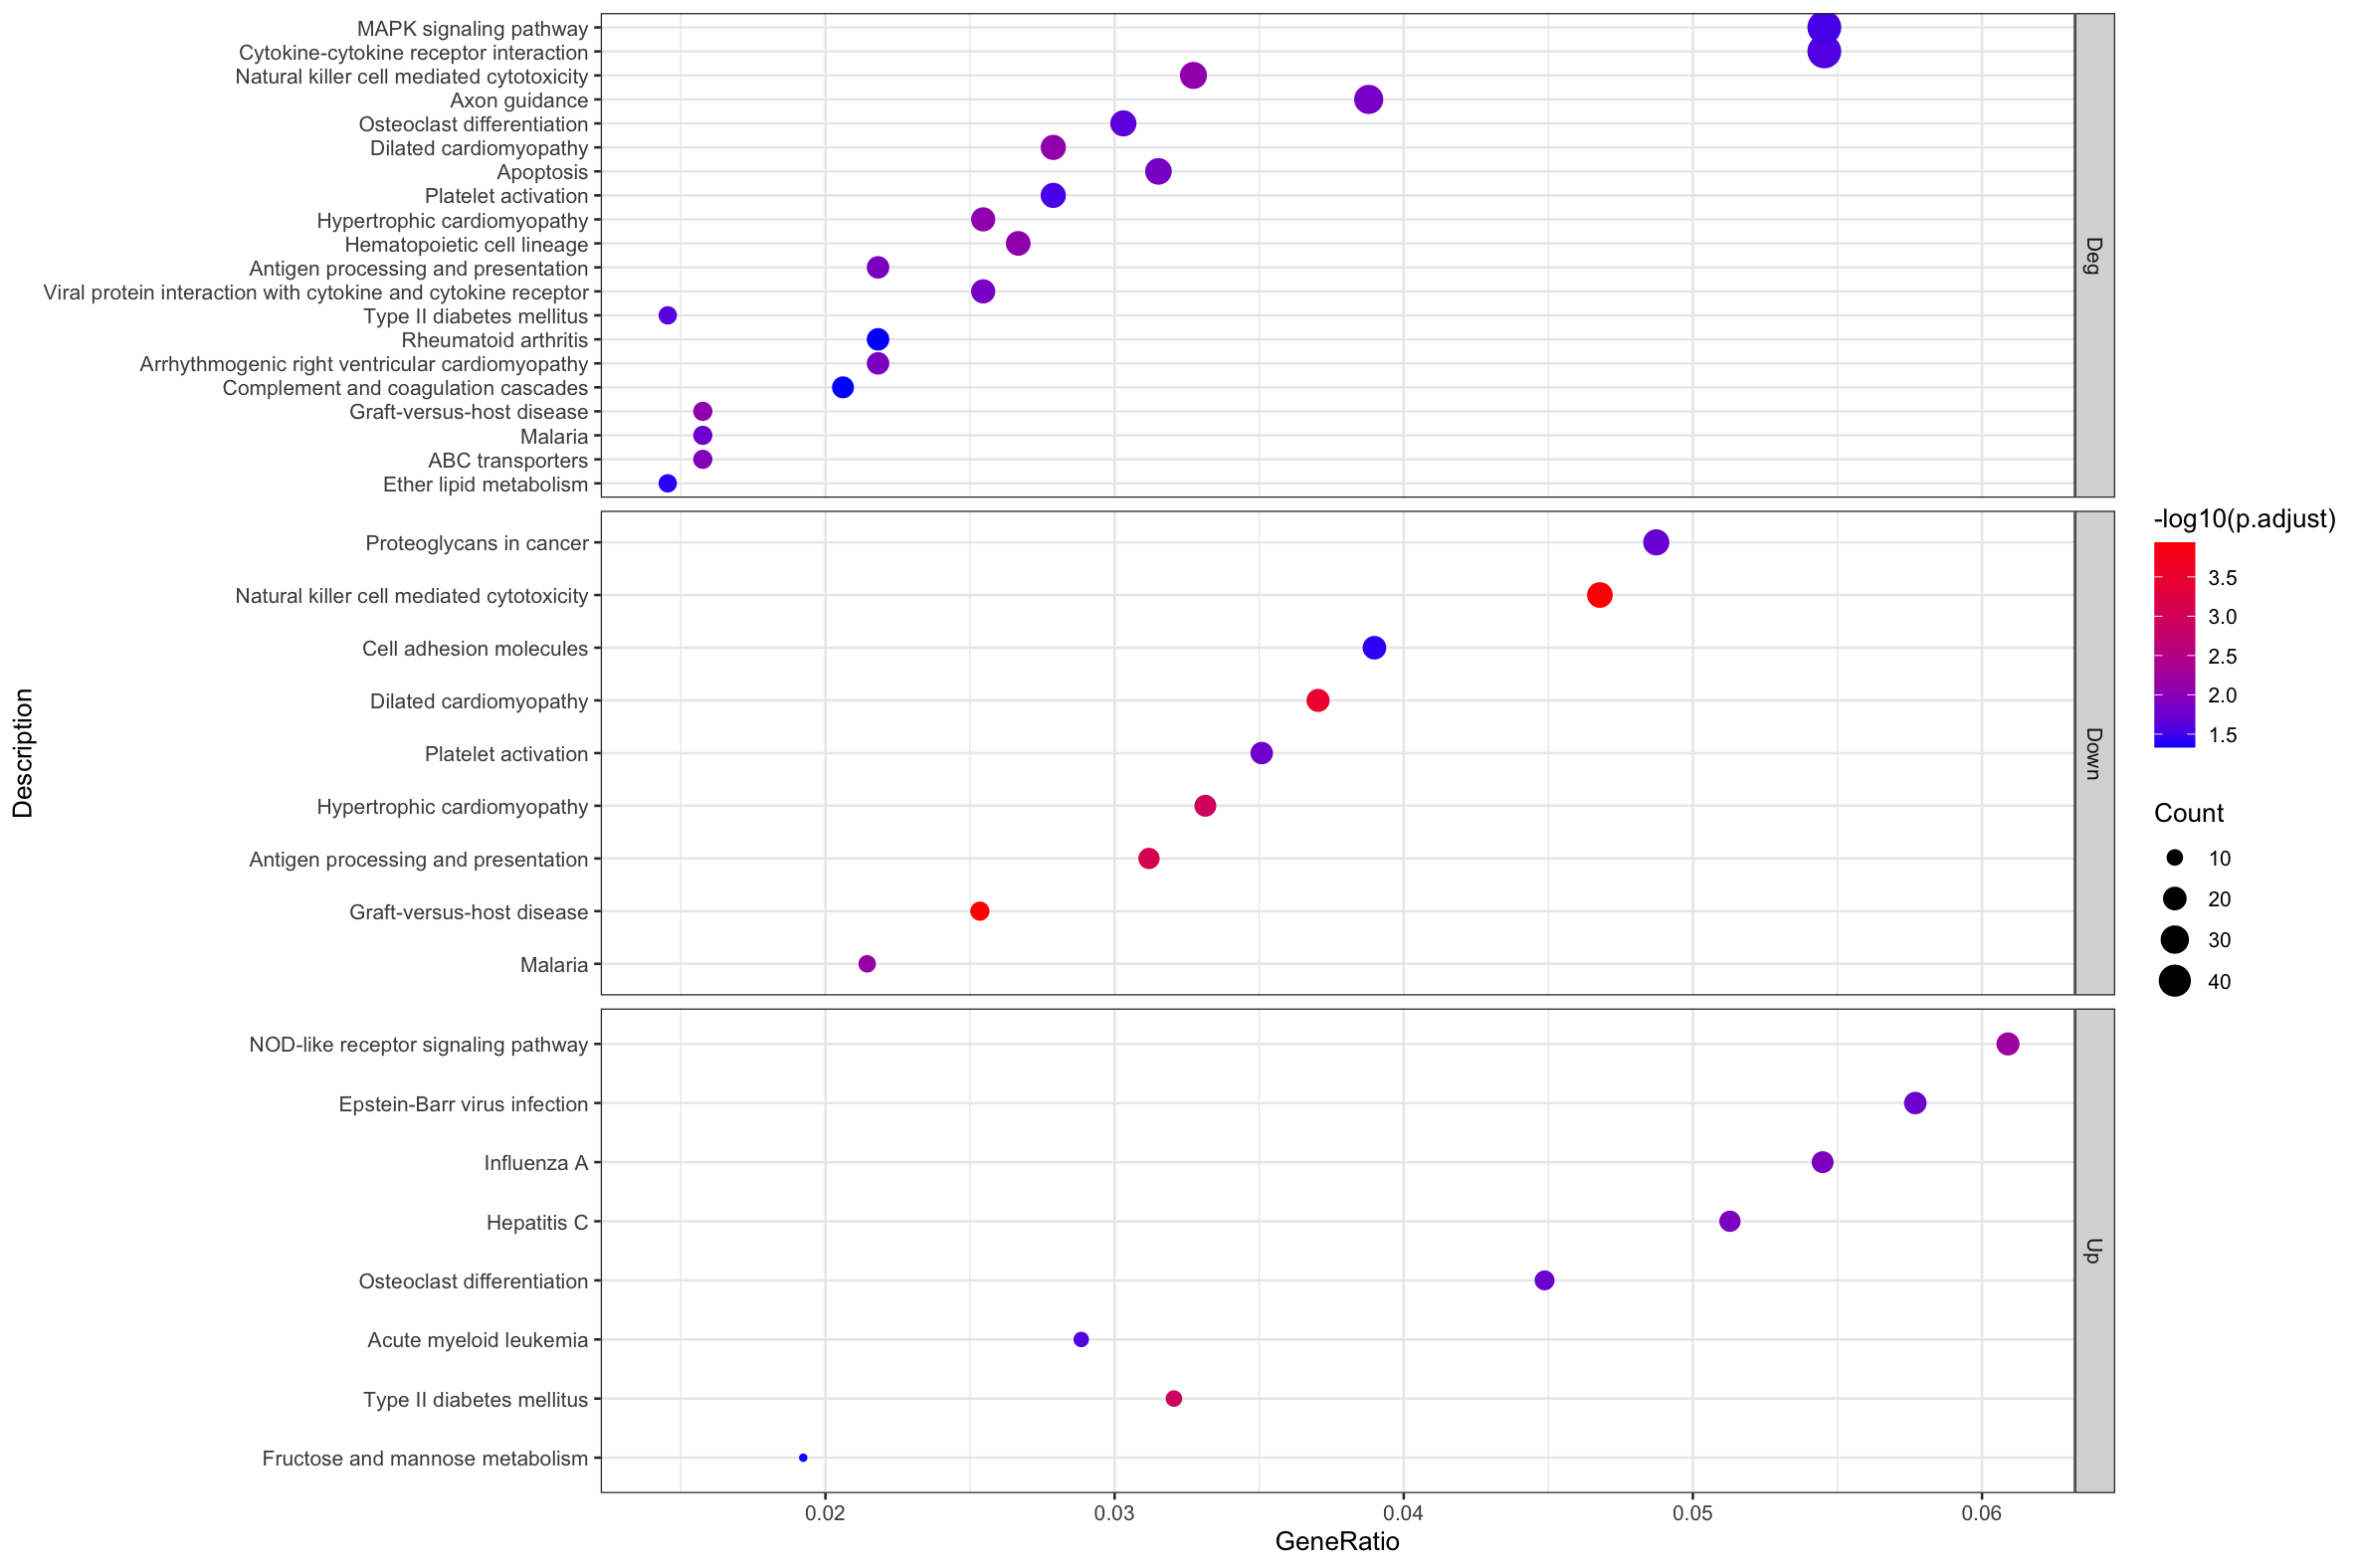 MAPK signaling pathway
Cytokine-cytokine receptor interaction
Natural killer cell mediated cytotoxicity
Axon guidance
Osteoclast differentiation
Dilated cardiomyopathy
Apoptosis
Platelet activation
Hypertrophic cardiomyopathy
Hematopoietic cell lineage
Antigen processing and presentation
Viral protein interaction with cytokine and cytokine receptor
Type II diabetes mellitus
Rheumatoid arthritis
Arrhythmogenic right ventricular cardiomyopathy
Complement and coagulation cascades
Graft-versus-host disease
Malaria
ABC transporters
Ether lipid metabolism
Deg
Proteoglycans in cancer
Natural killer cell mediated cytotoxicity
Cell adhesion molecules
Dilated cardiomyopathy
Platelet activation
Hypertrophic cardiomyopathy
Antigen processing and presentation
Graft-versus-host disease
Malaria
Down
NOD-like receptor signaling pathway
Epstein-Barr virus infection
Influenza A
Hepatitis C
Osteoclast differentiation
Acute myeloid leukemia
Type II diabetes mellitus
Fructose and mannose metabolism
Up
0.02 0.03 0.04 0.05 0.06
GeneRatio
Description
-log10(p.adjust)
3.5
3.0
2.5
2.0
1.5
Count
10
20
30
40